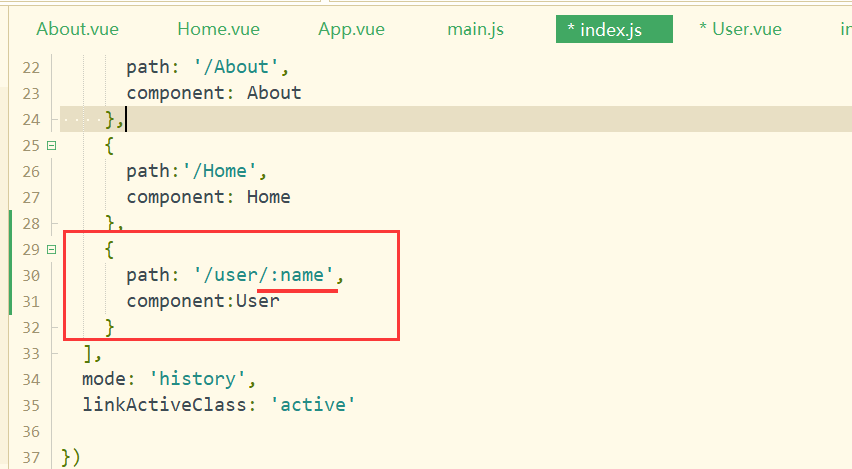 About.vue Home.vue App.vue main.js * index.js * User.vue in
22 path: '/About',
23 component: About
24 },
25 {
26 path:'/Home',
27 component: Home
28 },
29 {
30 path: '/user/:name',
31 component:User
32 }
33 ],
34 mode: 'history',
35 linkActiveClass: 'active'
36
37 })